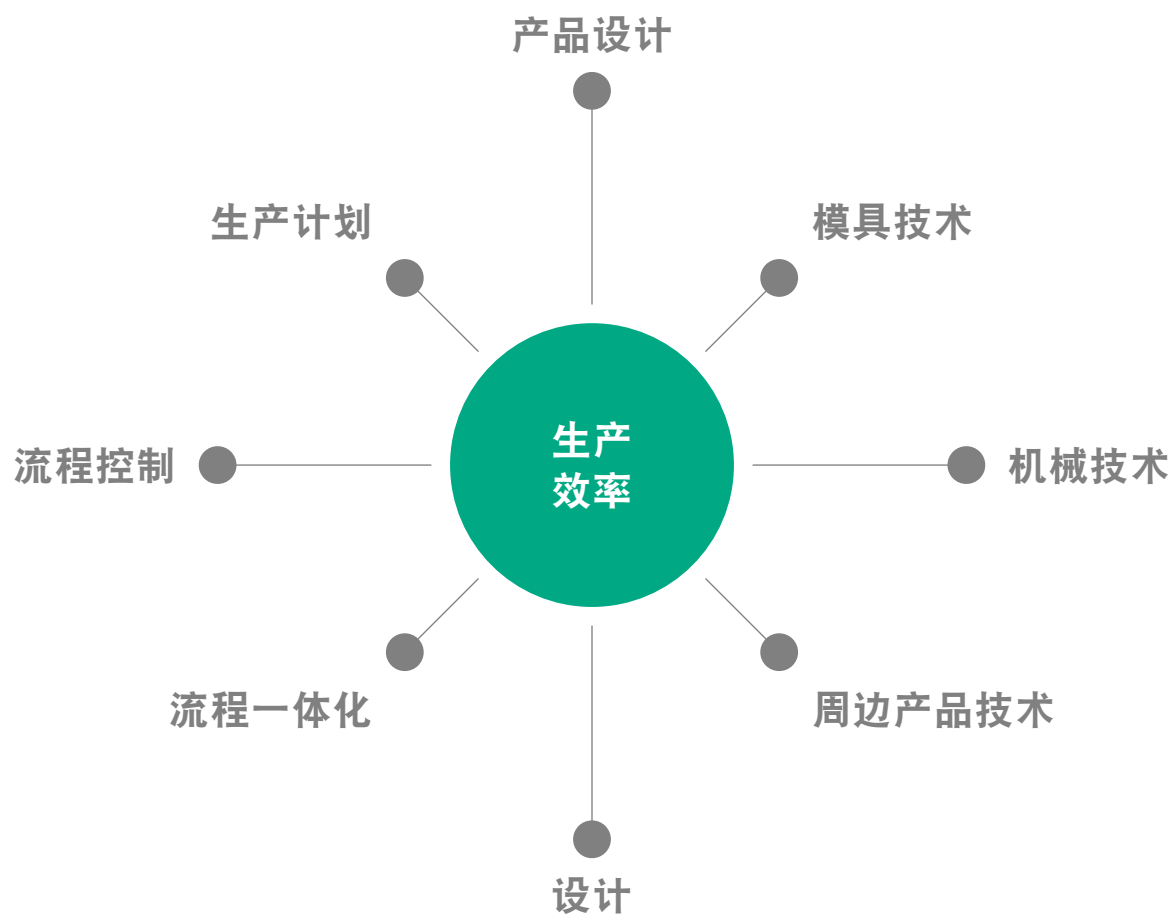 产品设计
生产计划
模具技术
流程控制
生产
效率
机械技术
流程一体化
周边产品技术
设计